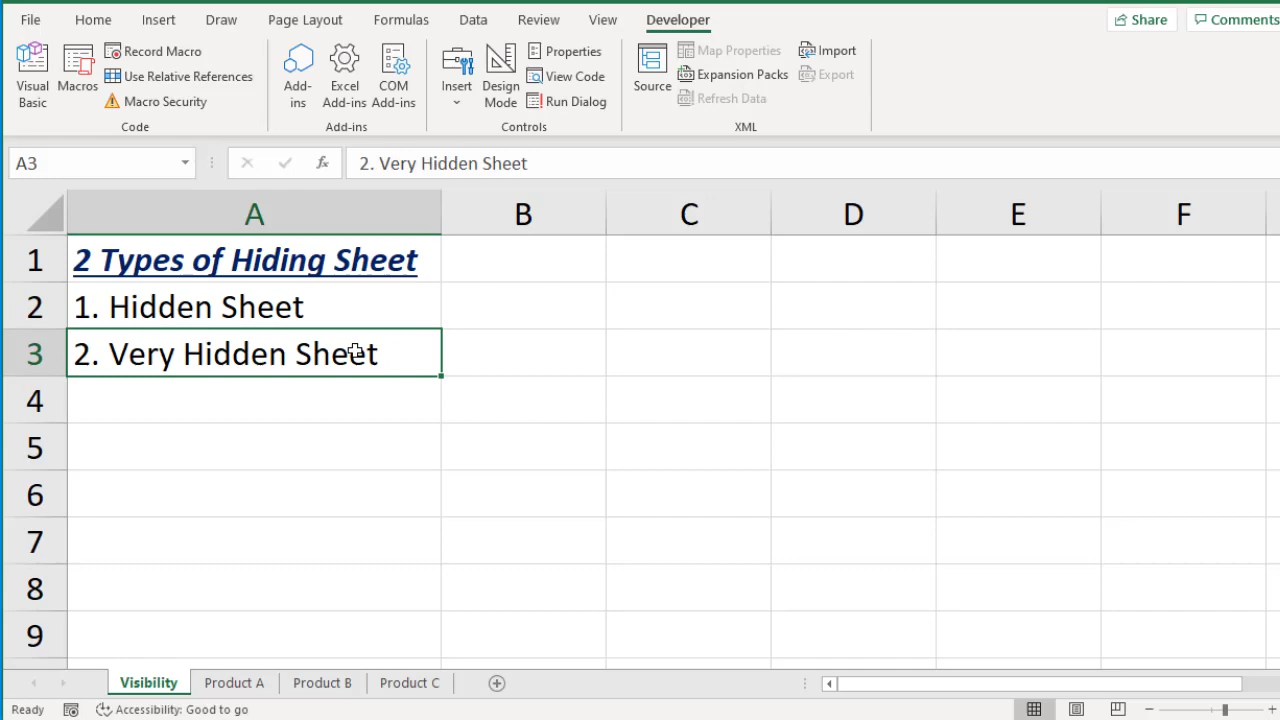 File Home Insert Draw Page Layout Formulas Data Review View Developer Share Comments
Visual Basic
Macros
Record Macro
Use Relative References
Macro Security
Code
Add-ins
Excel Add-ins
COM Add-ins
Add-ins
Insert
Design Mode
Properties
View Code
Run Dialog
Controls
Source
Map Properties
Expansion Packs
Refresh Data
Import
Export
XML
A3 fx 2. Very Hidden Sheet
A B C D E F
1 2 Types of Hiding Sheet
2 1. Hidden Sheet
3 2. Very Hidden Sheet
4
5
6
7
8
9
Visibility Product A Product B Product C
Ready Accessibility: Good to go